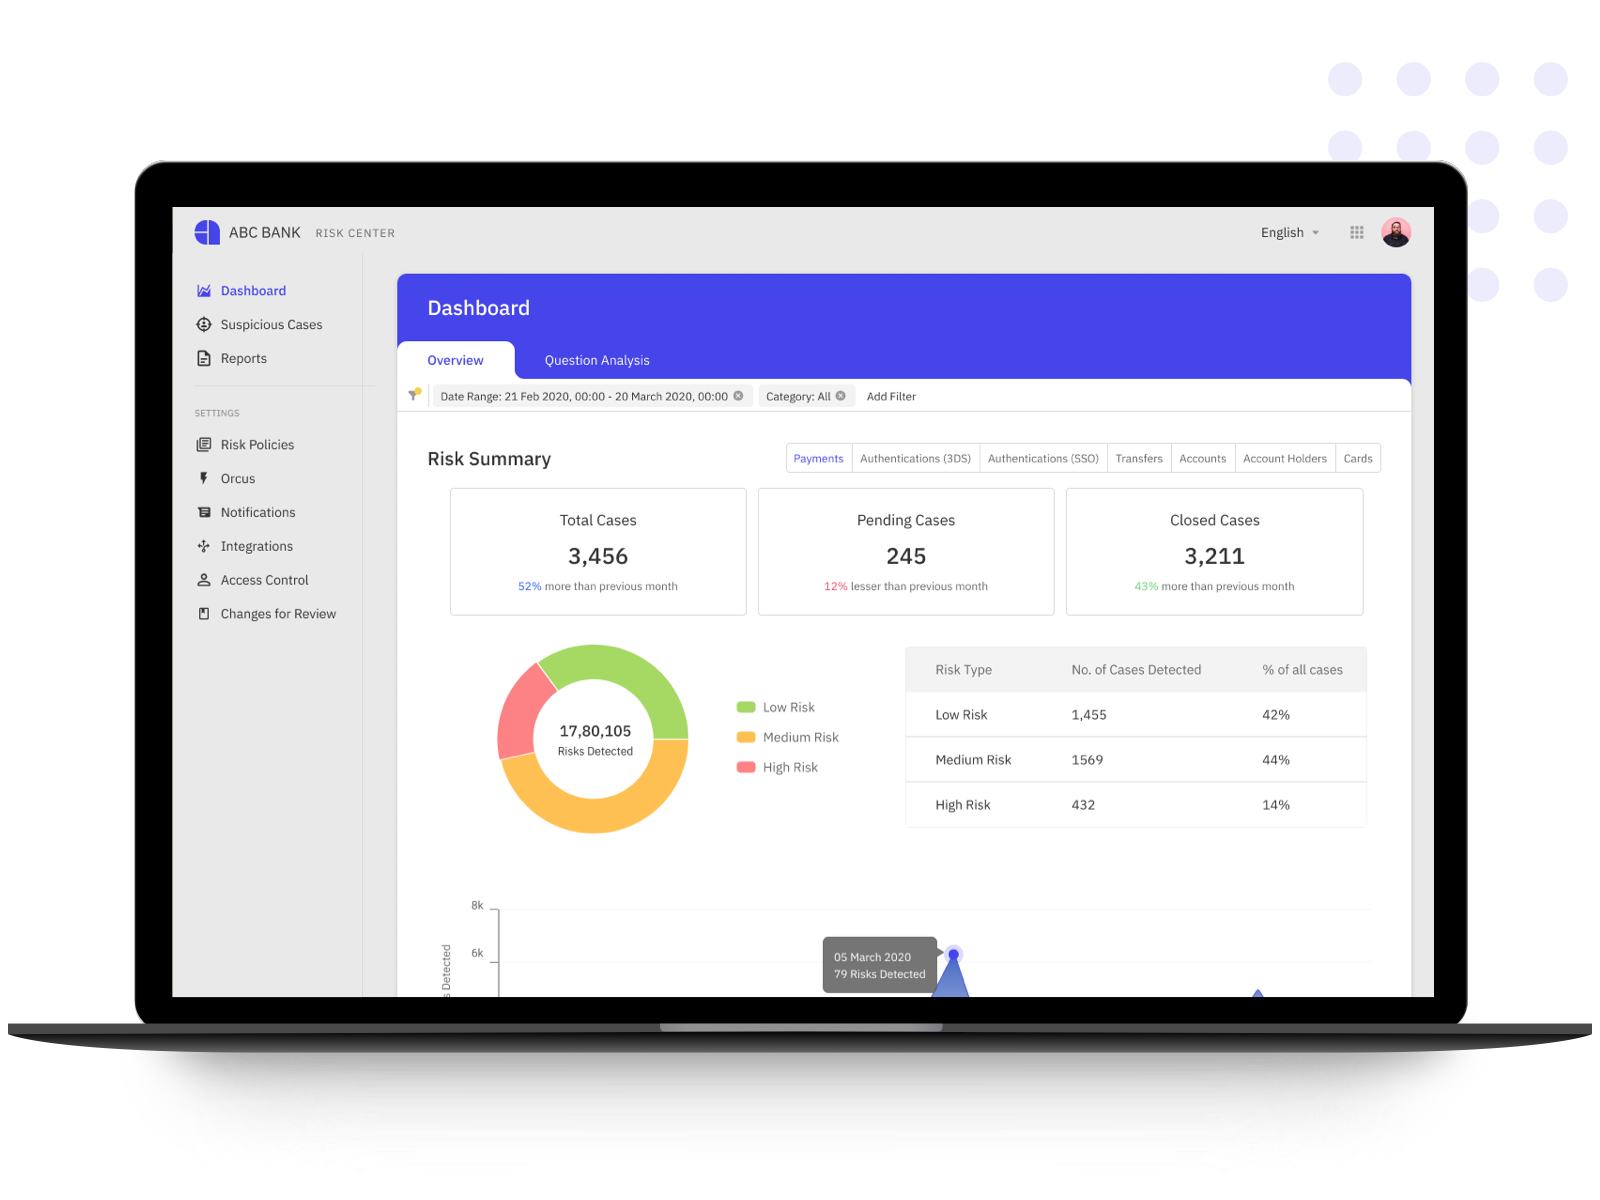 ABC BANK RISK CENTER
English
Dashboard
Suspicious Cases
Reports
SETTINGS
Risk Policies
Orcus
Notifications
Integrations
Access Control
Changes for Review
Dashboard
Overview Question Analysis
Date Range: 21 Feb 2020, 00:00 - 20 March 2020, 00:00 Category: All Add Filter
Risk Summary
Payments Authentications (3DS) Authentications (SSO) Transfers Accounts Account Holders Cards
Total Cases
3,456
52% more than previous month
Pending Cases
245
12% lesser than previous month
Closed Cases
3,211
43% more than previous month
17,80,105
Risks Detected
Low Risk
Medium Risk
High Risk
Risk Type No. of Cases Detected % of all cases
Low Risk 1,455 42%
Medium Risk 1569 44%
High Risk 432 14%
8k
6k
Detected
05 March 2020
79 Risks Detected